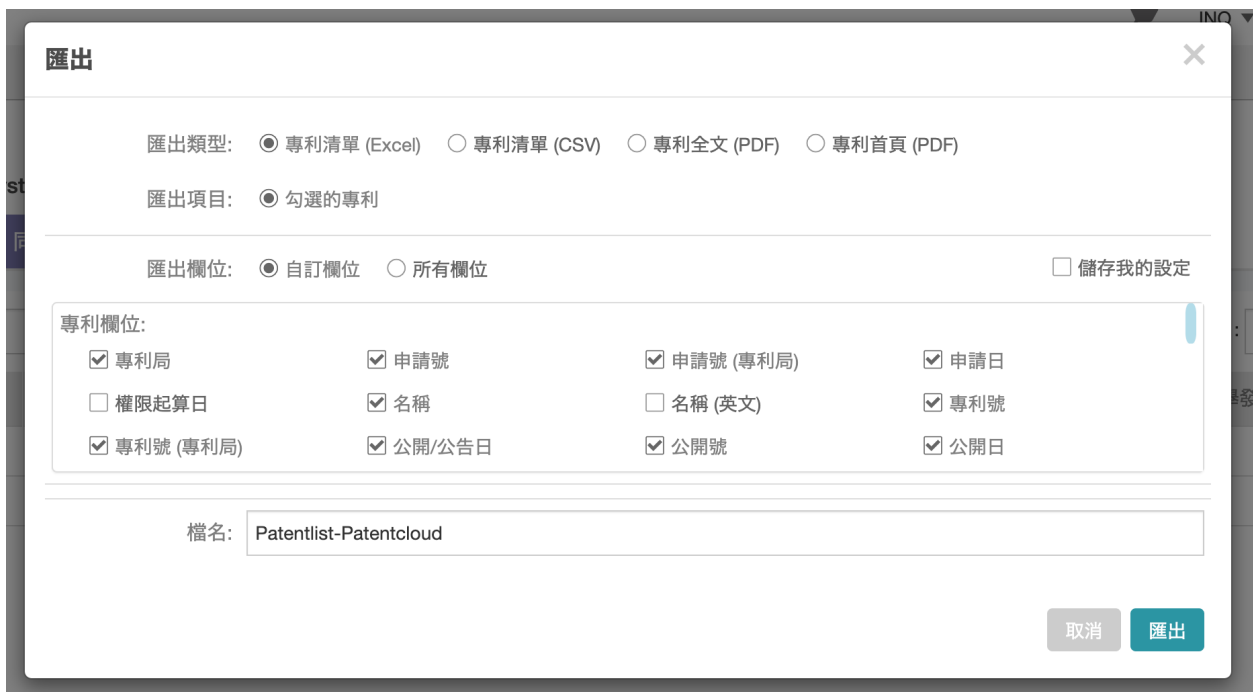 INQ
匯出
匯出類型: 專利清單 (Excel) 專利清單 (CSV) 專利全文 (PDF) 專利首頁 (PDF)
匯出項目: 勾選的專利
匯出欄位: 自訂欄位 所有欄位 儲存我的設定
專利欄位:
專利局 申請號 申請號 (專利局) 申請日
權限起算日 名稱 名稱 (英文) 專利號
專利號 (專利局) 公開/公告日 公開號 公開日
檔名: Patentlist-Patentcloud
取消 匯出